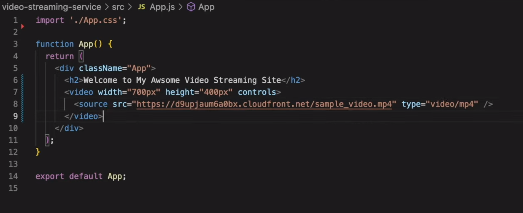 video-streaming-service > src > JS App.js > App
1 import './App.css';
2
3 function App() {
4 return (
5 <div className="App">
6 <h2>Welcome to My Awsome Video Streaming Site</h2>
7 <video width="700px" height="400px" controls>
8 <source src="https://d9upjaum6a0bx.cloudfront.net/sample_video.mp4" type="video/mp4" />
9 </video>
10 </div>
11 );
12 }
13
14 export default App;
15